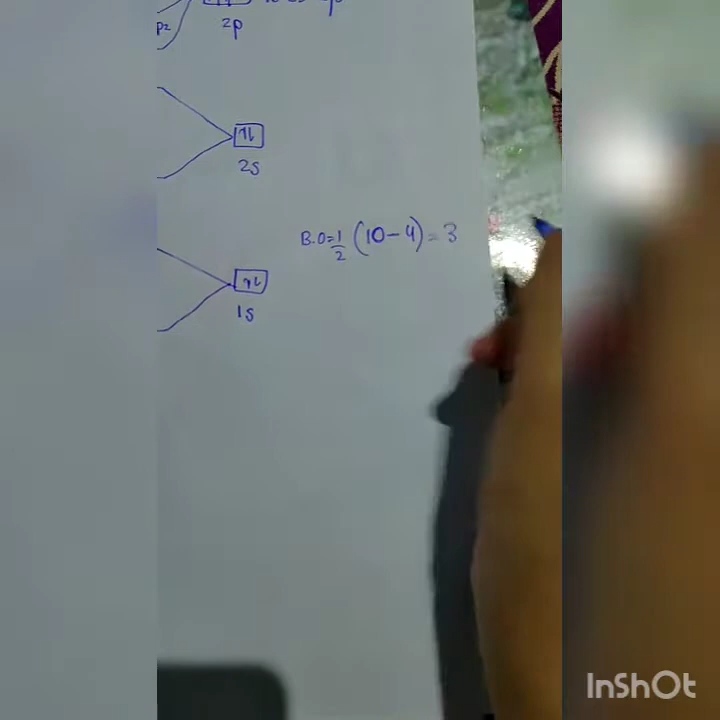 2p
2s
B.O=1/2 (10-4) = 3
1s
InShOt